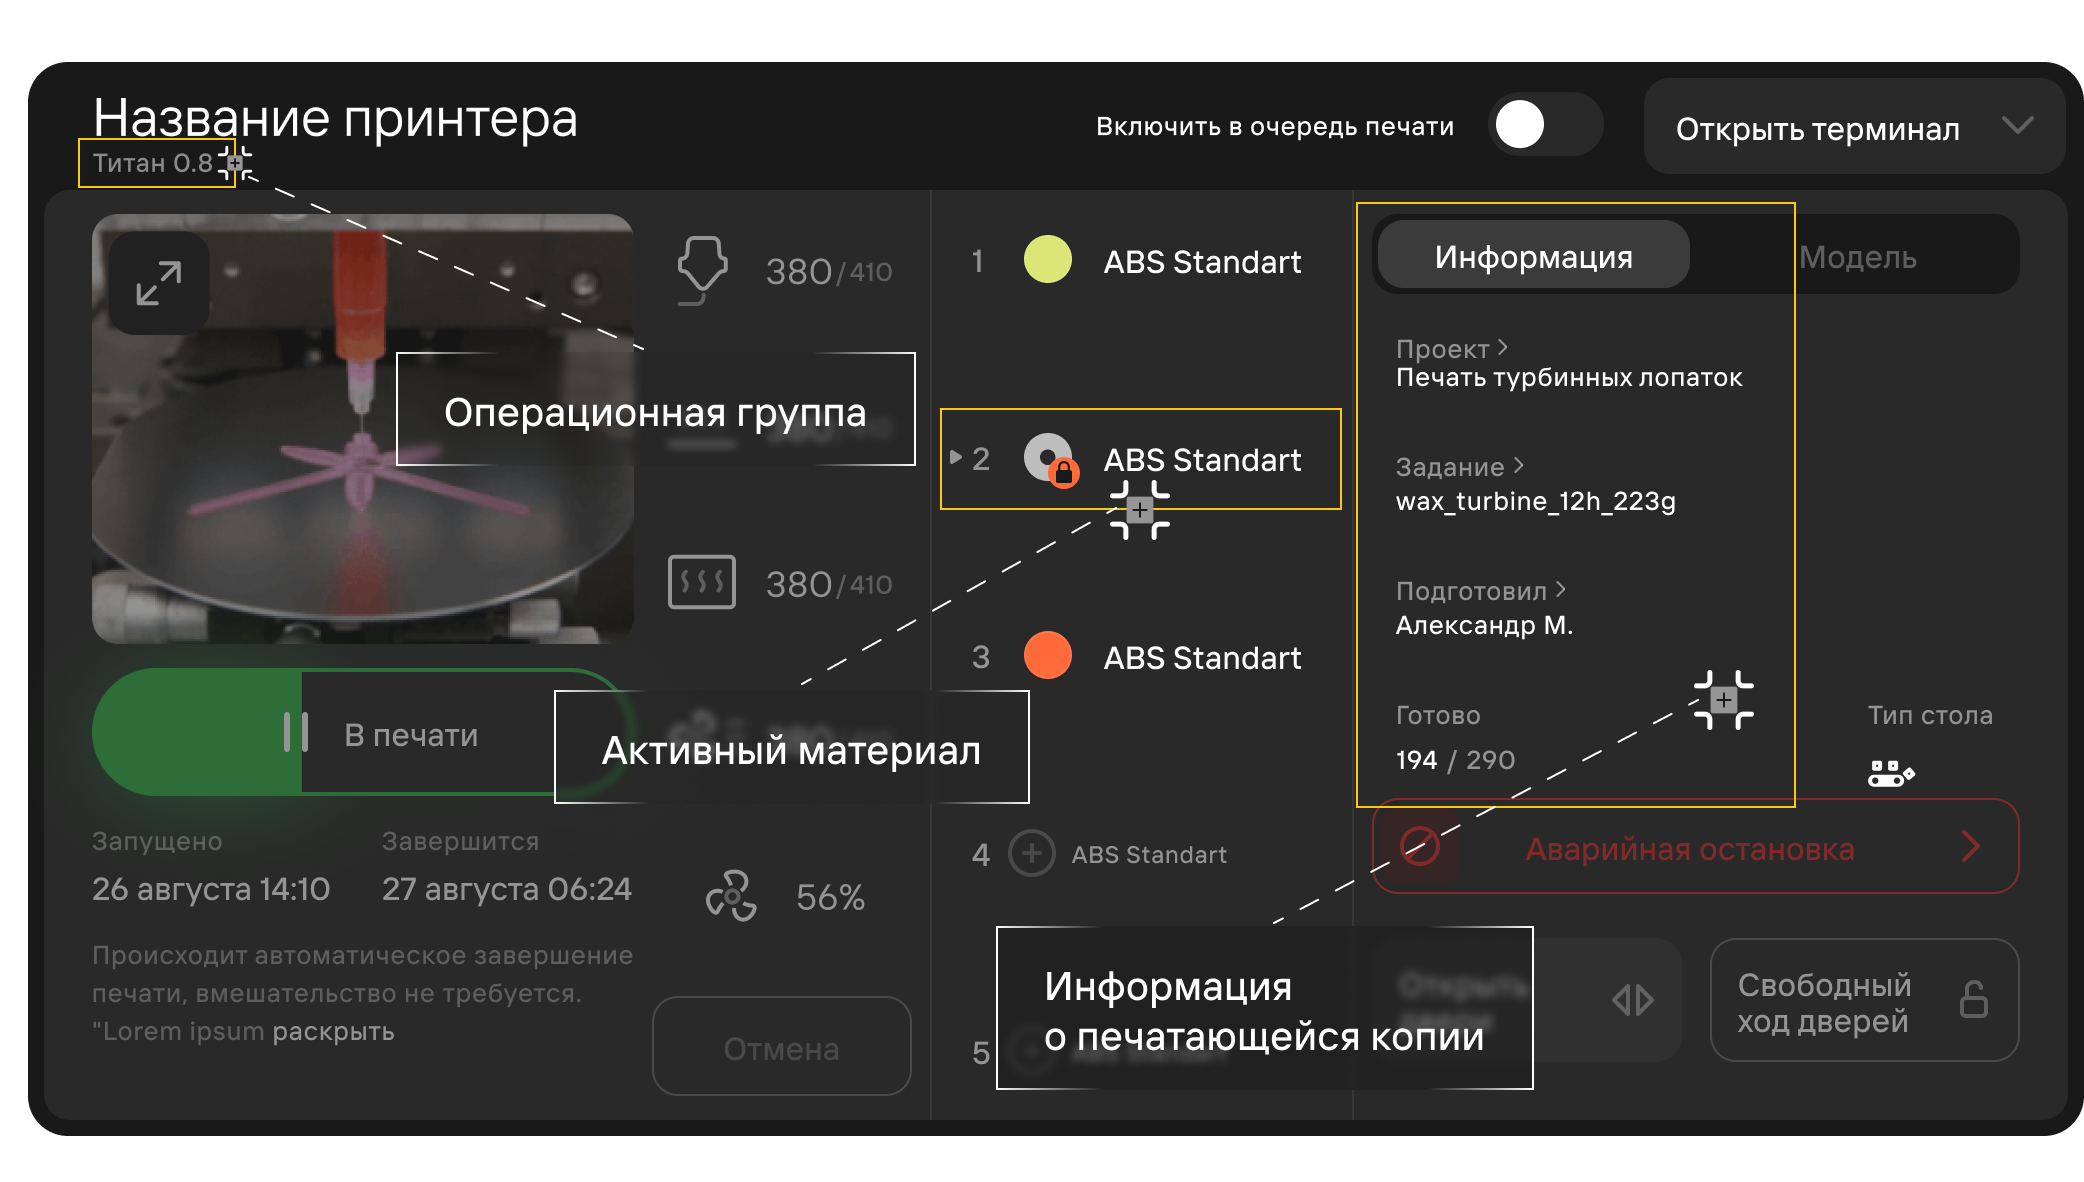 Название принтера
Титан 0.8
Включить в очередь печати
Открыть терминал
380/410
Операционная группа
380/410
В печати
Активный материал
Запущено
26 августа 14:10
Завершится
27 августа 06:24
56%
Происходит автоматическое завершение
печати, вмешательство не требуется.
"Lorem ipsum раскрыть
Отмена
1 ABS Standart
2 ABS Standart
3 ABS Standart
4 ABS Standart
5
Информация
Модель
Проект
Печать турбинных лопаток
Задание
wax_turbine_12h_223g
Подготовил
Александр М.
Готово
194 / 290
Тип стола
Аварийная остановка
Информация
о печатающейся копии
Свободный
ход дверей